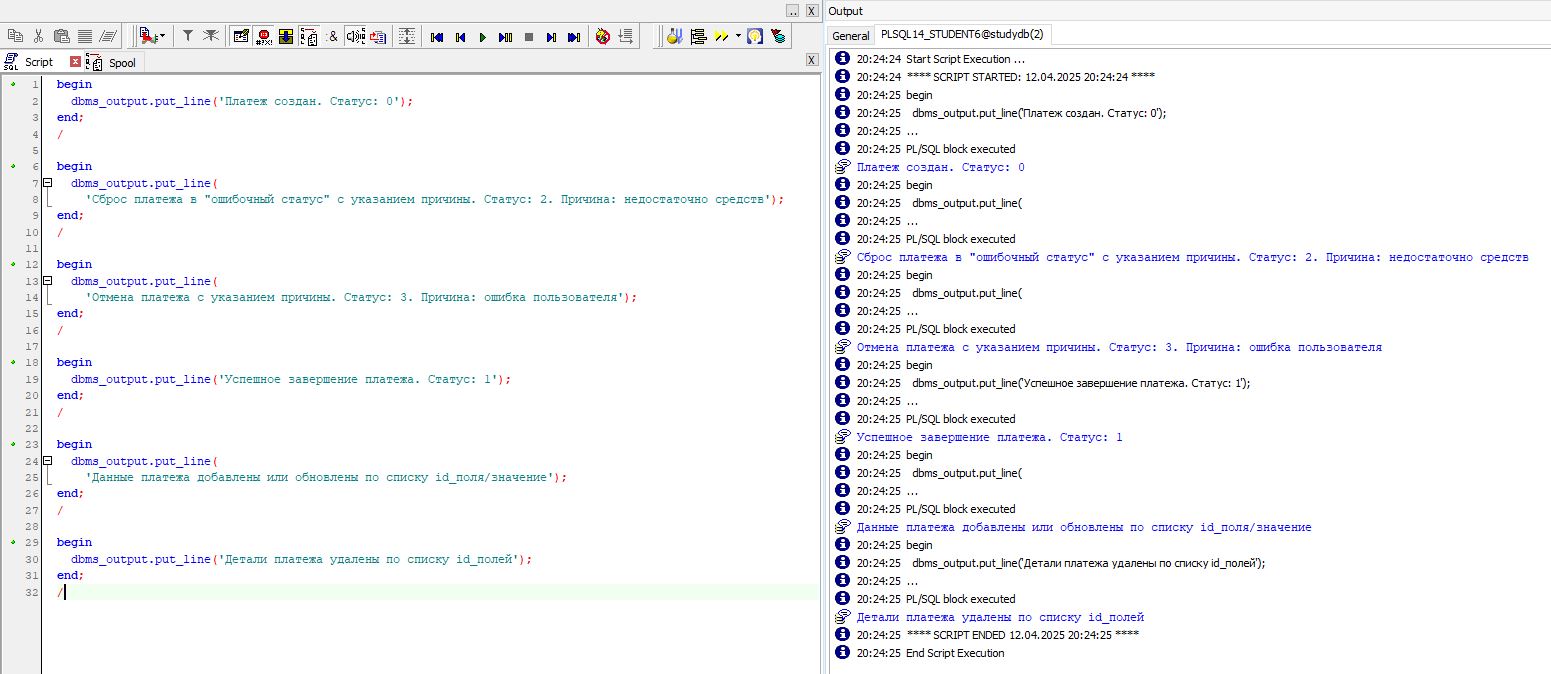 Output
General PLSQL14_STUDENT6@studydb(2)
Script Spool
1 begin
2 dbms_output.put_line('Платеж создан. Статус: 0');
3 end;
4 /
5
6 begin
7 dbms_output.put_line(
8 'Сброс платежа в "ошибочный статус" с указанием причины. Статус: 2. Причина: недостаточно средств');
9 end;
10 /
11
12 begin
13 dbms_output.put_line(
14 'Отмена платежа с указанием причины. Статус: 3. Причина: ошибка пользователя');
15 end;
16 /
17
18 begin
19 dbms_output.put_line('Успешное завершение платежа. Статус: 1');
20 end;
21 /
22
23 begin
24 dbms_output.put_line(
25 'Данные платежа добавлены или обновлены по списку id_поля/значение');
26 end;
27 /
28
29 begin
30 dbms_output.put_line('Детали платежа удалены по списку id_полей');
31 end;
32 /
20:24:24 Start Script Execution ...
20:24:24 **** SCRIPT STARTED: 12.04.2025 20:24:24 ****
20:24:25 begin
20:24:25 dbms_output.put_line('Платеж создан. Статус: 0');
20:24:25 ...
20:24:25 PL/SQL block executed
Платеж создан. Статус: 0
20:24:25 begin
20:24:25 dbms_output.put_line(
20:24:25 ...
20:24:25 PL/SQL block executed
Сброс платежа в "ошибочный статус" с указанием причины. Статус: 2. Причина: недостаточно средств
20:24:25 begin
20:24:25 dbms_output.put_line(
20:24:25 ...
20:24:25 PL/SQL block executed
Отмена платежа с указанием причины. Статус: 3. Причина: ошибка пользователя
20:24:25 begin
20:24:25 dbms_output.put_line('Успешное завершение платежа. Статус: 1');
20:24:25 ...
20:24:25 PL/SQL block executed
Успешное завершение платежа. Статус: 1
20:24:25 begin
20:24:25 dbms_output.put_line(
20:24:25 ...
20:24:25 PL/SQL block executed
Данные платежа добавлены или обновлены по списку id_поля/значение
20:24:25 begin
20:24:25 dbms_output.put_line('Детали платежа удалены по списку id_полей');
20:24:25 ...
20:24:25 PL/SQL block executed
Детали платежа удалены по списку id_полей
20:24:25 **** SCRIPT ENDED 12.04.2025 20:24:25 ****
20:24:25 End Script Execution